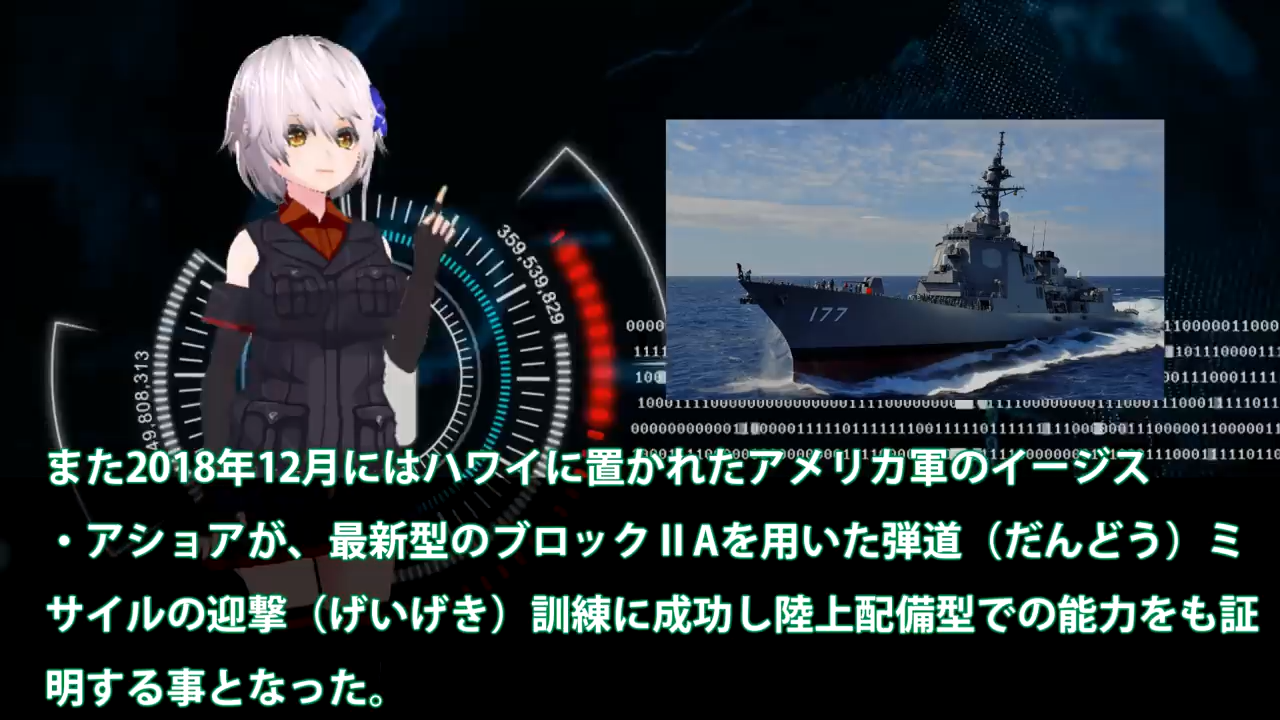 359,539,829
177
49,808,313
また2018年12月にはハワイに置かれたアメリカ軍のイージス
・アショアが、最新型のブロックⅡAを用いた弾道（だんどう）ミ
サイルの迎撃（げいげき）訓練に成功し陸上配備型での能力をも証
明する事となった。